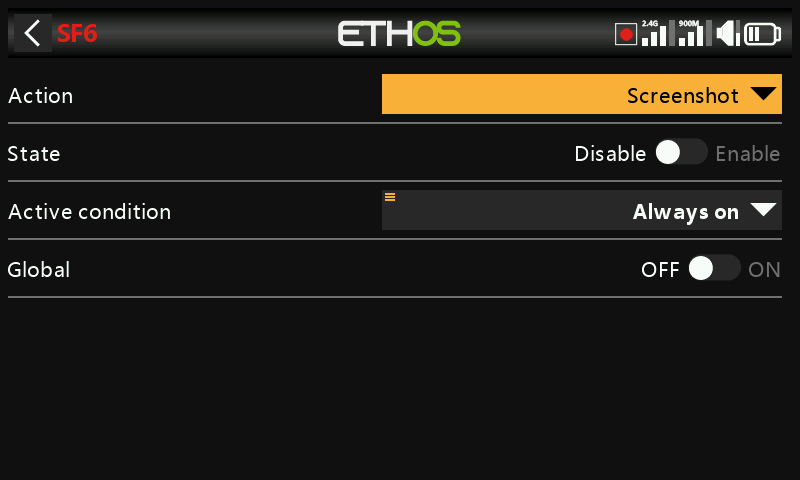 SF6 ETHOS 2.4G 900M
Action Screenshot
State Disable Enable
Active condition Always on
Global OFF ON